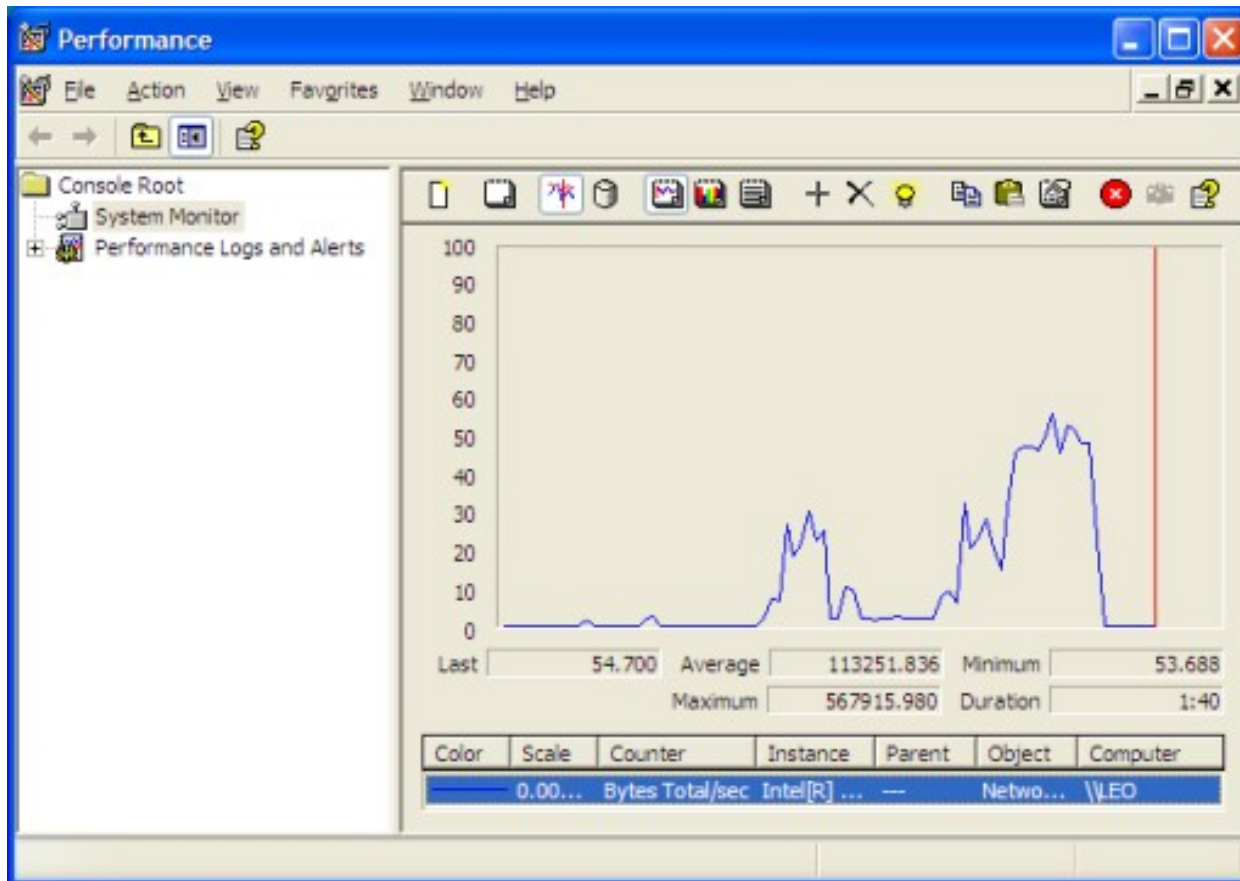 Performance
File Action View Favorites Window Help
Console Root
System Monitor
Performance Logs and Alerts
100
90
80
70
60
50
40
30
20
10
0
Last 54.700 Average 113251.836 Minimum 53.688
Maximum 567915.980 Duration 1:40
Color Scale Counter Instance Parent Object Computer
0.00... Bytes Total/sec Intel[R] ... --- Netwo... \\LEO